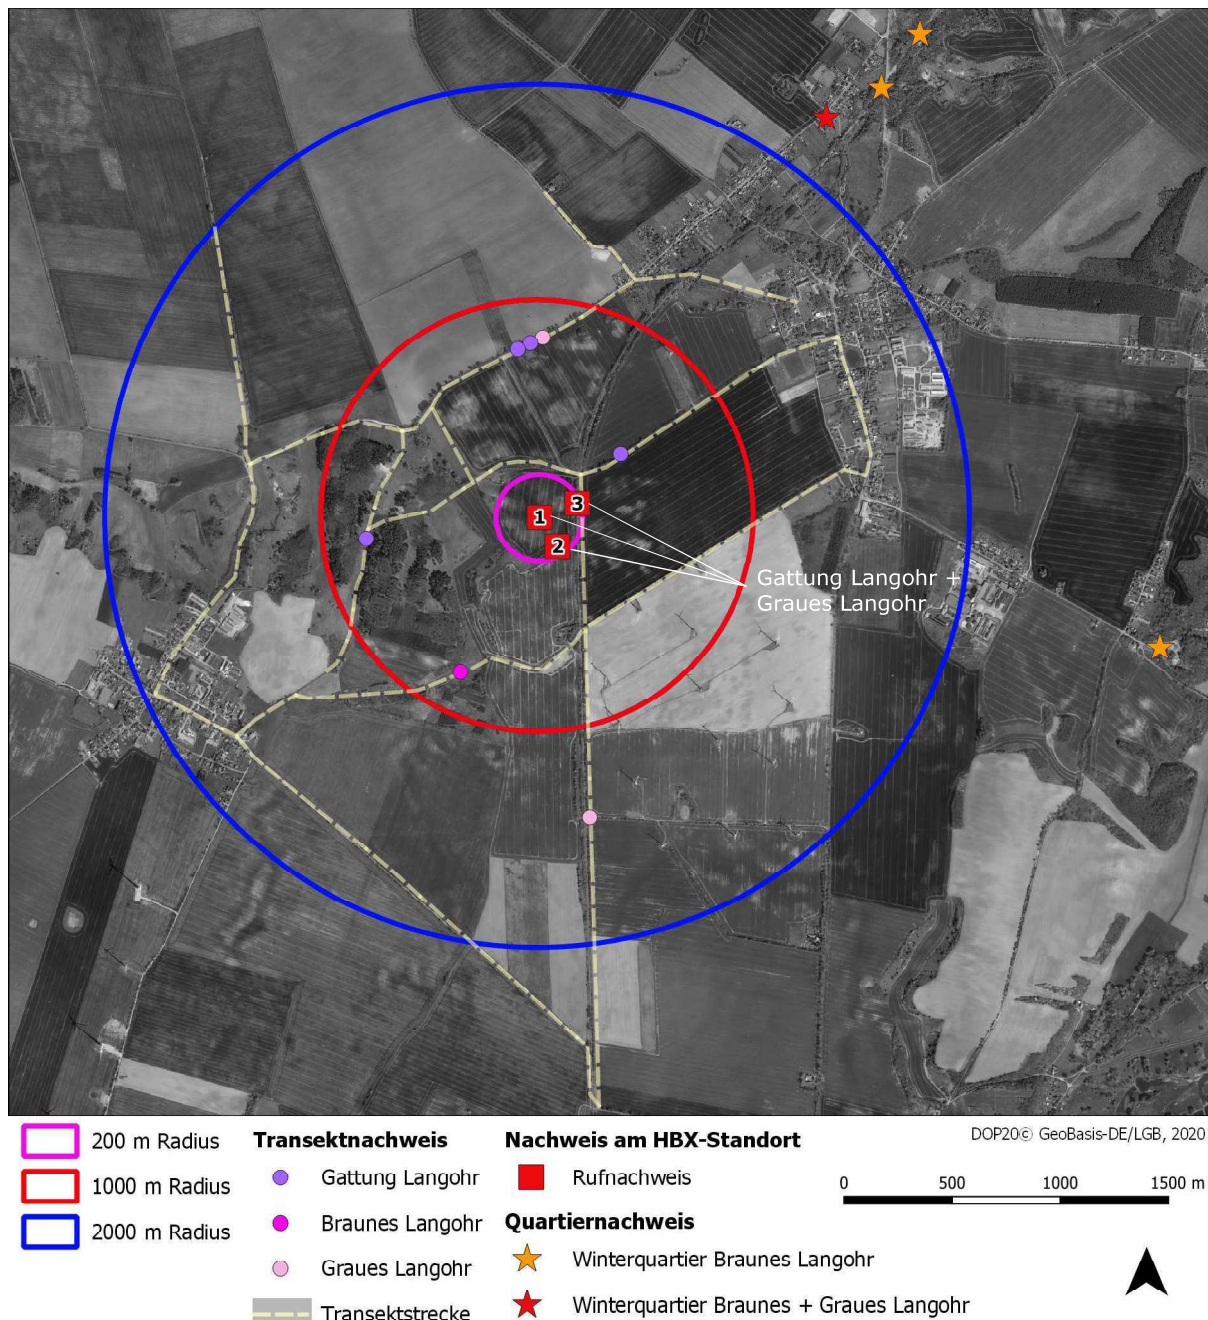 3
1
2
Gattung Langohr +
Graues Langohr
DOP20© GeoBasis-DE/LGB, 2020
200 m Radius
1000 m Radius
2000 m Radius
Transektnachweis
Gattung Langohr
Braunes Langohr
Graues Langohr
Transektstrecke
Nachweis am HBX-Standort
Rufnachweis
Quartiernachweis
Winterquartier Braunes Langohr
Winterquartier Braunes + Graues Langohr
0 500 1000 1500 m